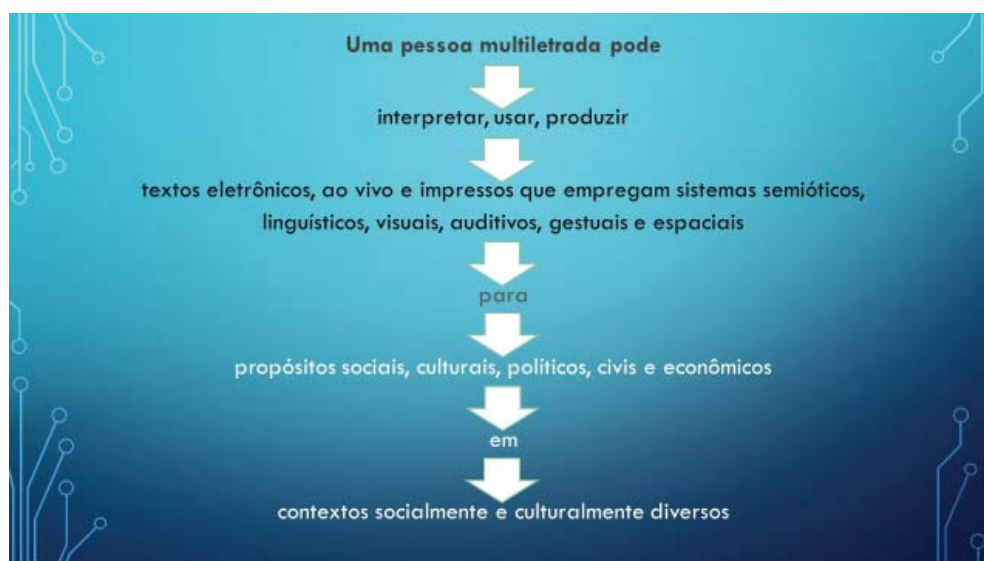 Uma pessoa multiletrada pode
interpretar, usar, produzir
textos eletrônicos, ao vivo e impressos que empregam sistemas semióticos,
linguísticos, visuais, auditivos, gestuais e espaciais
para
propósitos sociais, culturais, políticos, civis e econômicos
em
contextos socialmente e culturalmente diversos